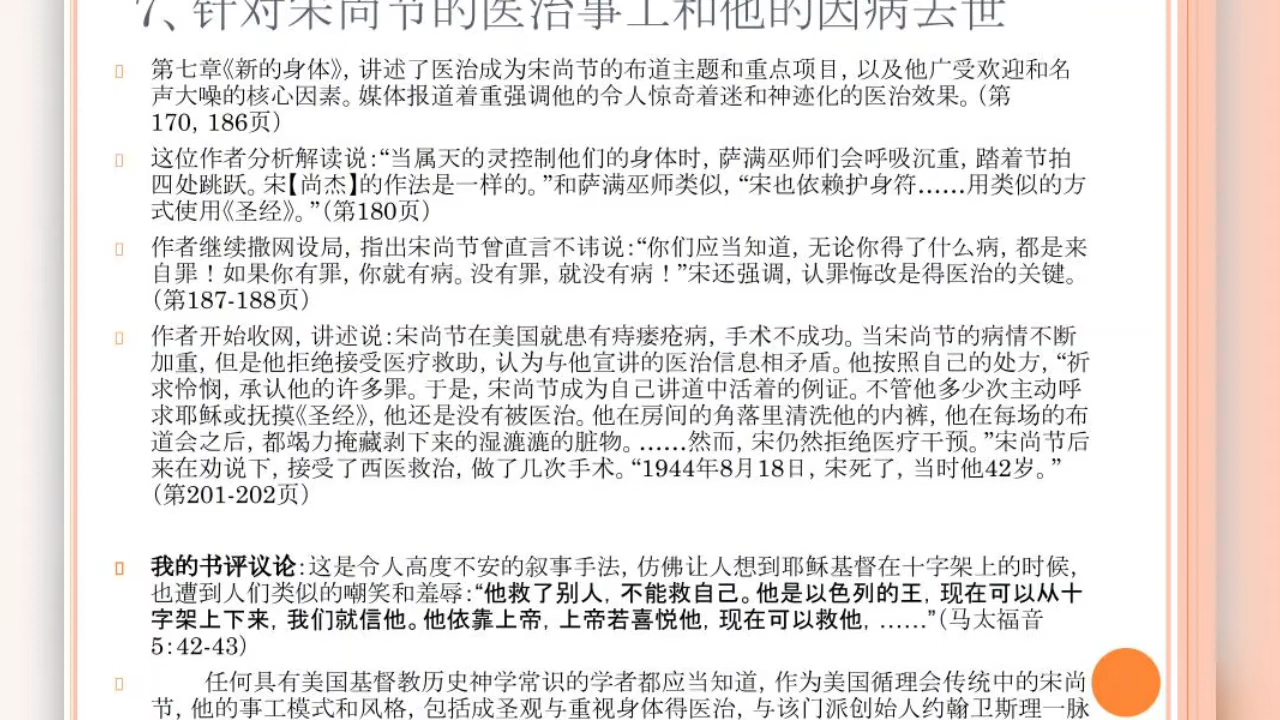 7、针对宋尚节的医治事工和他的因病去世
第七章《新的身体》，讲述了医治成为宋尚节的布道主题和重点项目，以及他广受欢迎和名
声大噪的核心因素。媒体报道着重强调他的令人惊奇着迷和神迹化的医治效果。（第
170，186页）
这位作者分析解读说：“当属天的灵控制他们的身体时，萨满巫师们会呼吸沉重，踏着节拍
四处跳跃。宋【尚杰】的作法是一样的。”和萨满巫师类似，“宋也依赖护身符……用类似的方
式使用《圣经》。”（第180页）
作者继续撒网设局，指出宋尚节曾直言不讳说：“你们应当知道，无论你得了什么病，都是来
自罪！如果你有罪，你就有病。没有罪，就没有病！”宋还强调，认罪悔改是得医治的关键。
（第187-188页）
作者开始收网，讲述说：宋尚节在美国就患有痔瘘疮病，手术不成功。当宋尚节的病情不断
加重，但是他拒绝接受医疗救助，认为与他宣讲的医治信息相矛盾。他按照自己的处方，“祈
求怜悯，承认他的许多罪。于是，宋尚节成为自己讲道中活着的例证。不管他多少次主动呼
求耶稣或抚摸《圣经》，他还是没有被医治。他在房间的角落里清洗他的内裤，他在每场的布
道会之后，都竭力掩藏剥下来的湿漉漉的脏物。……然而，宋仍然拒绝医疗干预。”宋尚节后
来在劝说下，接受了西医救治，做了几次手术。“1944年8月18日，宋死了，当时他42岁。”
（第201-202页）
我的书评议论：这是令人高度不安的叙事手法，仿佛让人想到耶稣基督在十字架上的时候，
也遭到人们类似的嘲笑和羞辱：“他救了别人，不能救自己。他是以色列的王，现在可以从十
字架上下来，我们就信他。他依靠上帝，上帝若喜悦他，现在可以救他，……”（马太福音
5:42-43）
任何具有美国基督教历史神学常识的学者都应当知道，作为美国循理会传统中的宋尚
节，他的事工模式和风格，包括成圣观与重视身体得医治，与该门派创始人约翰卫斯理一脉